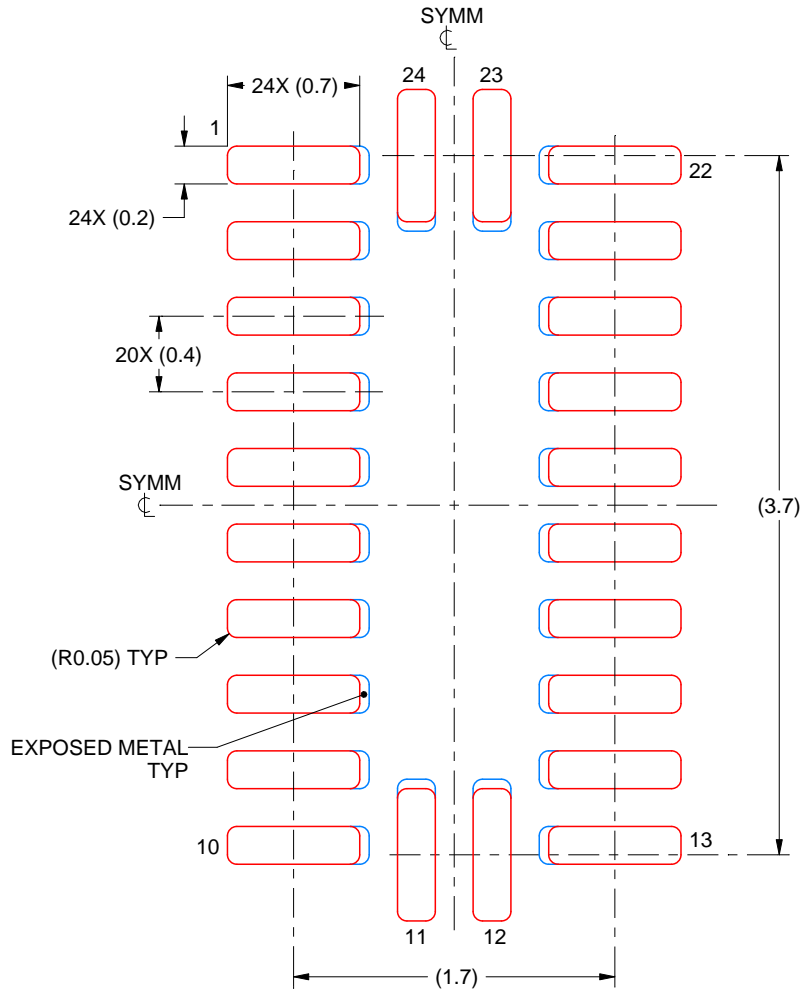 SYMM
℄
24
23
24X (0.7)
1
22
24X (0.2)
20X (0.4)
SYMM
℄
(3.7)
(R0.05) TYP
EXPOSED METAL
TYP
10
13
11
12
(1.7)